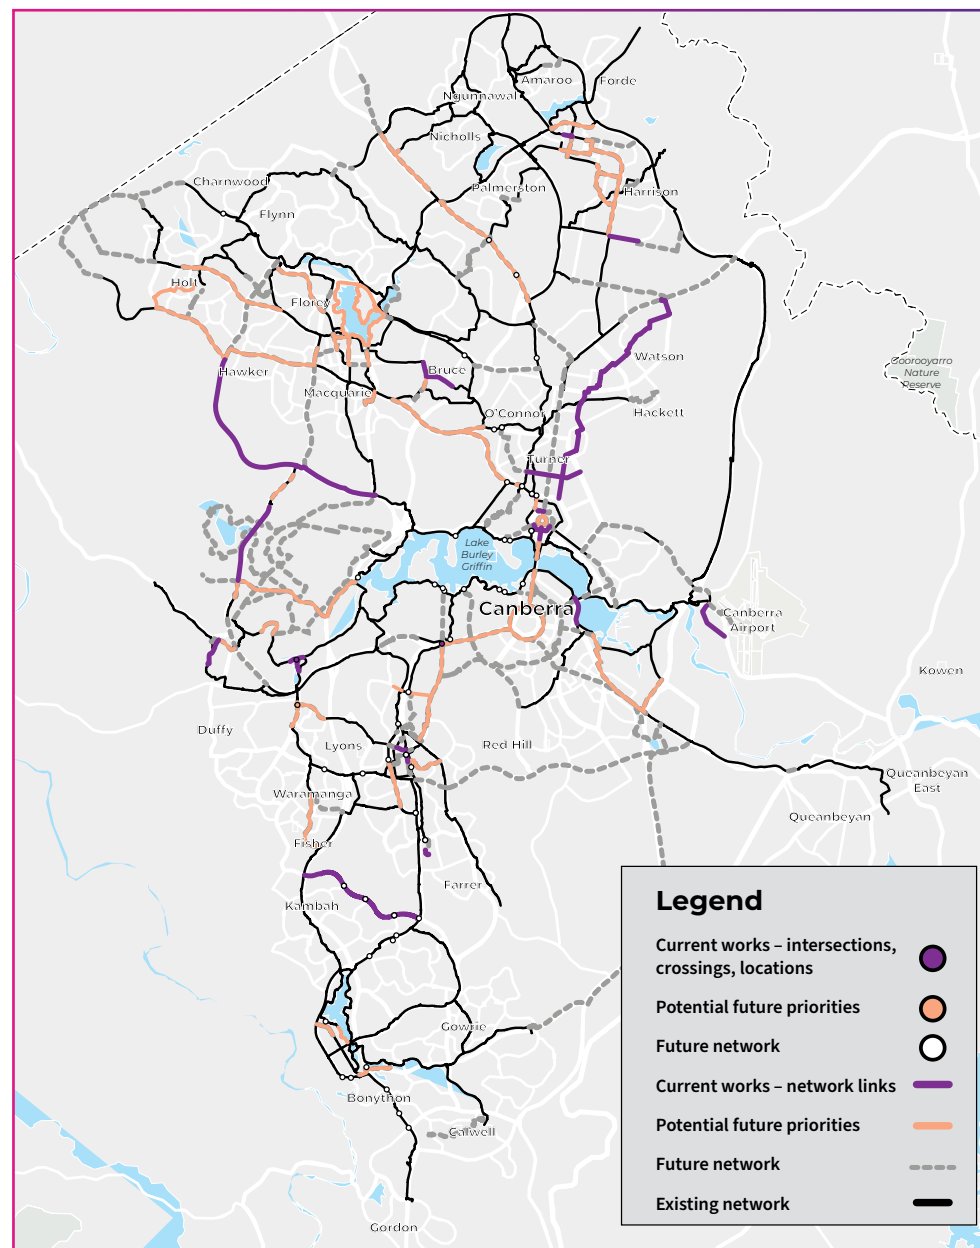 Amaroo
Forde
Ngunnawal
Nicholls
Charnwood
Palmerston
Harrison
Flynn
Holt
Florey
Watson
Goorooyarro
Nature
Reserve
Hawker
Bruce
Macquarie
O'Connor
Hackett
Turner
Lake
Burley
Griffin
Canberra
Canberra
Airport
Kowen
Duffy
Lyons
Red Hill
Queanbeyan
East
Waramanga
Queanbeyan
Fisher
Farrer
Kambah
Gowrie
Bonython
Calwell
Gordon
Legend
Current works – intersections,
crossings, locations
Potential future priorities
Future network
Current works – network links
Potential future priorities
Future network
Existing network